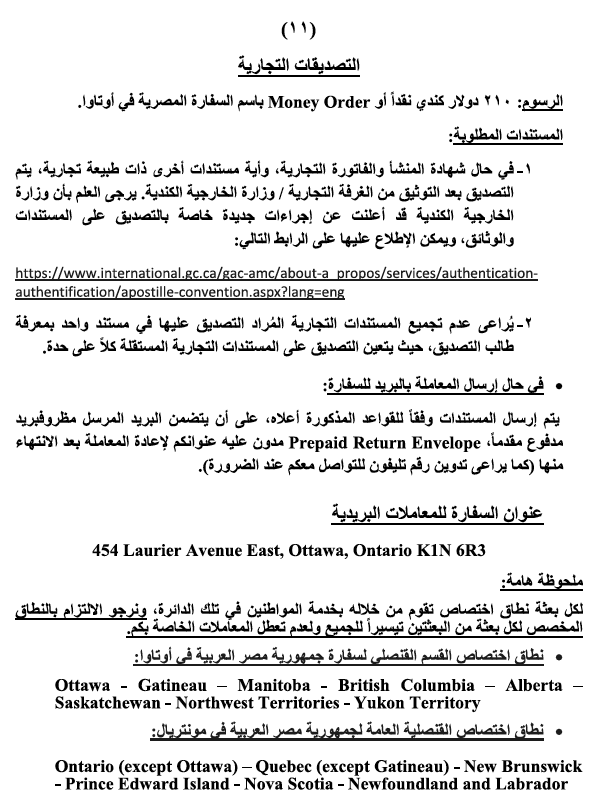 (١١)
التصديقات التجارية
الرسوم: ٢١٠ دولار كندي نقداً أو Money Order باسم السفارة المصرية في أوتاوا.
المستندات المطلوبة:
١- في حال شهادة المنشأ والفاتورة التجارية، وأية مستندات أخرى ذات طبيعة تجارية، يتم
التصديق بعد التوثيق من الغرفة التجارية / وزارة الخارجية الكندية. يرجى العلم بأن وزارة
الخارجية الكندية قد أعلنت عن إجراءات جديدة خاصة بالتصديق على المستندات
والوثائق، ويمكن الإطلاع عليها على الرابط التالي:
https://www.international.gc.ca/gac-amc/about-a_propos/services/authentication-
authentification/apostille-convention.aspx?lang=eng
٢- يُراعى عدم تجميع المستندات التجارية المُراد التصديق عليها في مستند واحد بمعرفة
طالب التصديق، حيث يتعين التصديق على المستندات التجارية المستقلة كلاً على حدة.
• في حال إرسال المعاملة بالبريد للسفارة:
يتم إرسال المستندات وفقاً للقواعد المذكورة أعلاه، على أن يتضمن البريد المرسل مظروفبريد
مدفوع مقدماً، Prepaid Return Envelope مدون عليه عنوانكم لإعادة المعاملة بعد الانتهاء
منها (كما يراعى تدوين رقم تليفون للتواصل معكم عند الضرورة).
عنوان السفارة للمعاملات البريدية
454 Laurier Avenue East, Ottawa, Ontario K1N 6R3
ملحوظة هامة:
لكل بعثة نطاق اختصاص تقوم من خلاله بخدمة المواطنين في تلك الدائرة، ونرجو الالتزام بالنطاق
المخصص لكل بعثة من البعثتين تيسيراً للجميع ولعدم تعطل المعاملات الخاصة بكم.
• نطاق اختصاص القسم القنصلي لسفارة جمهورية مصر العربية في أوتاوا:
Ottawa - Gatineau – Manitoba - British Columbia – Alberta –
Saskatchewan - Northwest Territories - Yukon Territory
• نطاق اختصاص القنصلية العامة لجمهورية مصر العربية في مونتريال:
Ontario (except Ottawa) – Quebec (except Gatineau) - New Brunswick
- Prince Edward Island - Nova Scotia - Newfoundland and Labrador